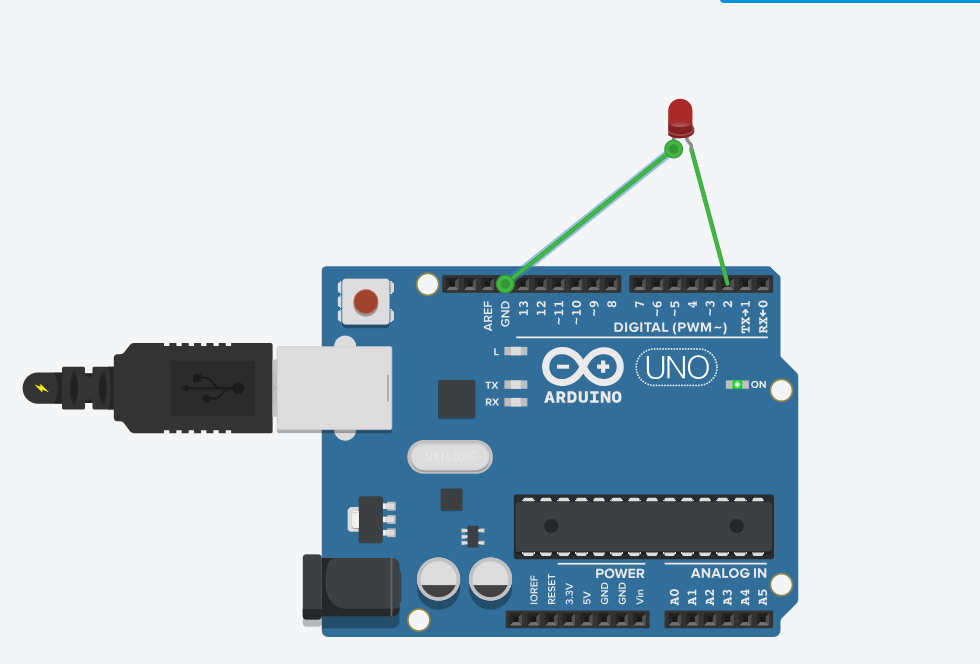 AREF
GND
13
12
~11
~10
~9
8
7
~6
~5
4
~3
2
TX→1
RX←0
DIGITAL (PWM~)
L
TX
RX
UNO
ARDUINO
ON
SPK16.000G
POWER
ANALOG IN
IOREF
RESET
3.3V
5V
GND
GND
Vin
A0
A1
A2
A3
A4
A5